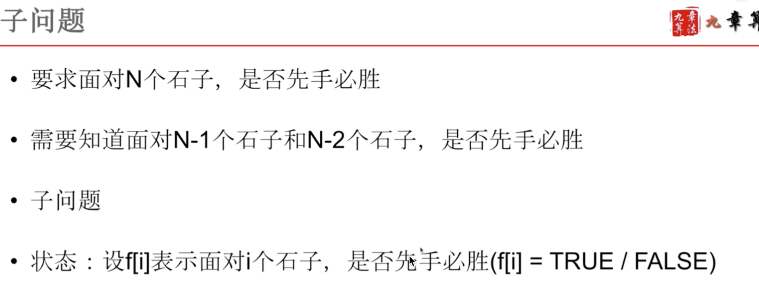 子问题
九章算法 九章算
• 要求面对N个石子，是否先手必胜
• 需要知道面对N-1个石子和N-2个石子，是否先手必胜
• 子问题
• 状态：设f[i]表示面对i个石子，是否先手必胜(f[i] = TRUE / FALSE)